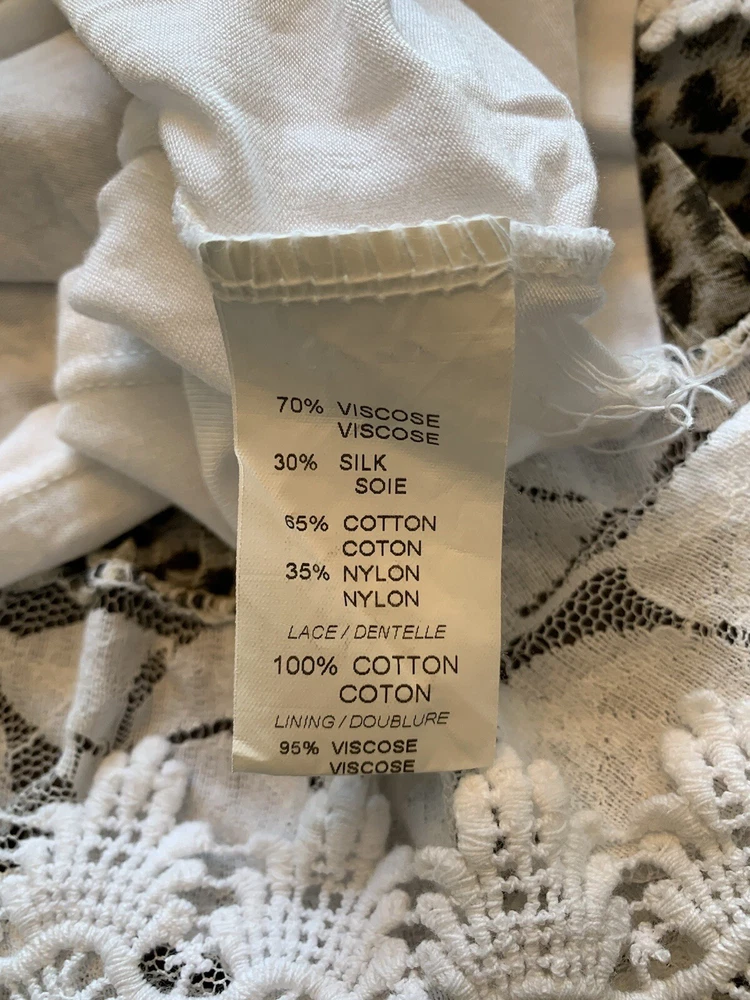 70% VISCOSE
VISCOSE
30% SILK
SOIE
65% COTTON
COTON
35% NYLON
NYLON
LACE / DENTELLE
100% COTTON
COTON
LINING / DOUBLURE
95% VISCOSE
VISCOSE